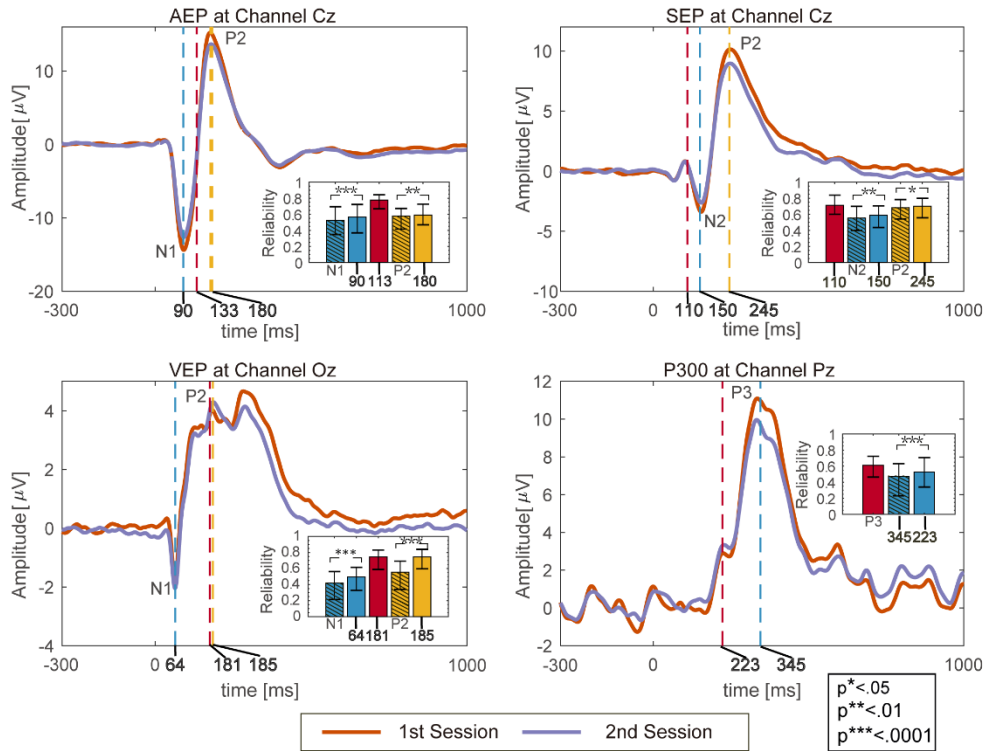 AEP at Channel Cz
Amplitude[ μV]
10
0
-10
-20
P2
N1
Reliability
1
0.8
0.6
0.4
0.2
0
***
**
N1
90
113
P2
180
-300
0
90
133
180
1000
time [ms]
SEP at Channel Cz
Amplitude[ μV]
10
5
0
-5
-10
P2
N2
Reliability
1
0.8
0.6
0.4
0.2
0
**
*
110
N2
150
P2
245
-300
0
110
150
245
1000
time [ms]
VEP at Channel Oz
Amplitude[ μV]
4
2
0
-2
-4
P2
N1
Reliability
1
0.8
0.6
0.4
0.2
0
***
***
N1
64
181
P2
185
-300
0
64
181
185
1000
time [ms]
P300 at Channel Pz
Amplitude[ μV]
12
10
8
6
4
2
0
-2
P3
Reliability
1
0.8
0.6
0.4
0.2
0
***
P3
345
223
-300
0
223
345
1000
time [ms]
1st Session
2nd Session
p*<.05
p**<.01
p***<.0001